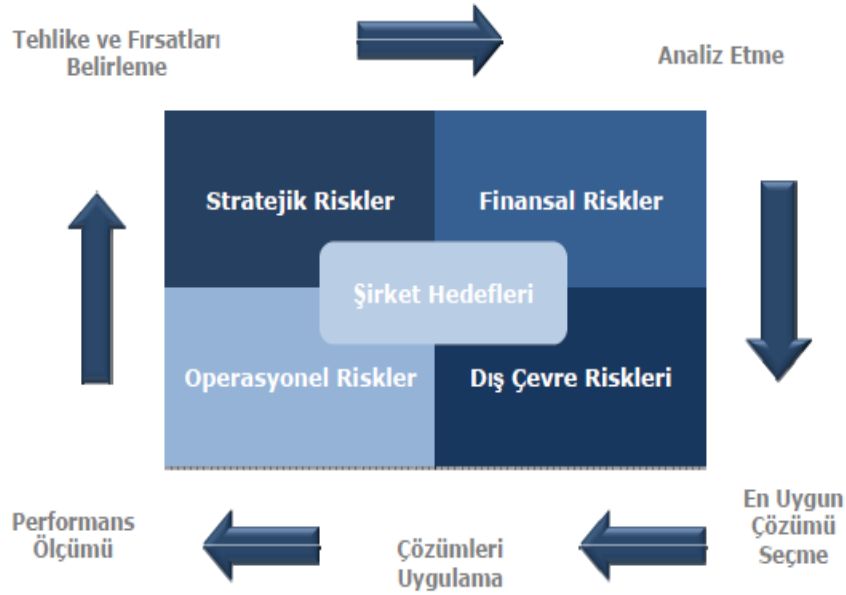 Tehlike ve Fırsatları
Belirleme
Analiz Etme
Stratejik Riskler
Finansal Riskler
Şirket Hedefleri
Operasyonel Riskler
Dış Çevre Riskleri
Performans
Ölçümü
Çözümleri
Uygulama
En Uygun
Çözümü
Seçme